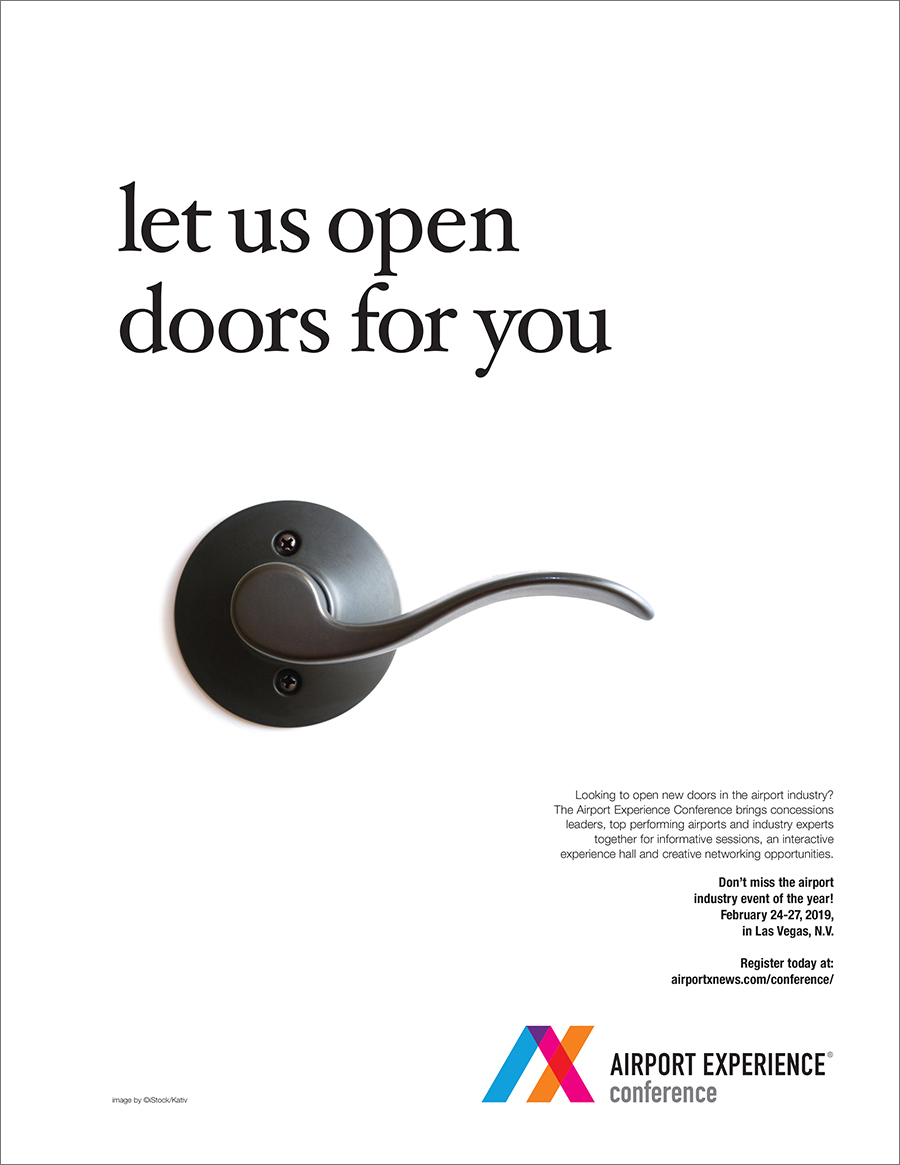 let us open
doors for you
Looking to open new doors in the airport industry?
The Airport Experience Conference brings concessions
leaders, top performing airports and industry experts
together for informative sessions, an interactive
experience hall and creative networking opportunities.
Don’t miss the airport
industry event of the year!
February 24-27, 2019,
in Las Vegas, N.V.
Register today at:
airportxnews.com/conference/
AX AIRPORT EXPERIENCE®
conference
image by ©iStock/Kativ